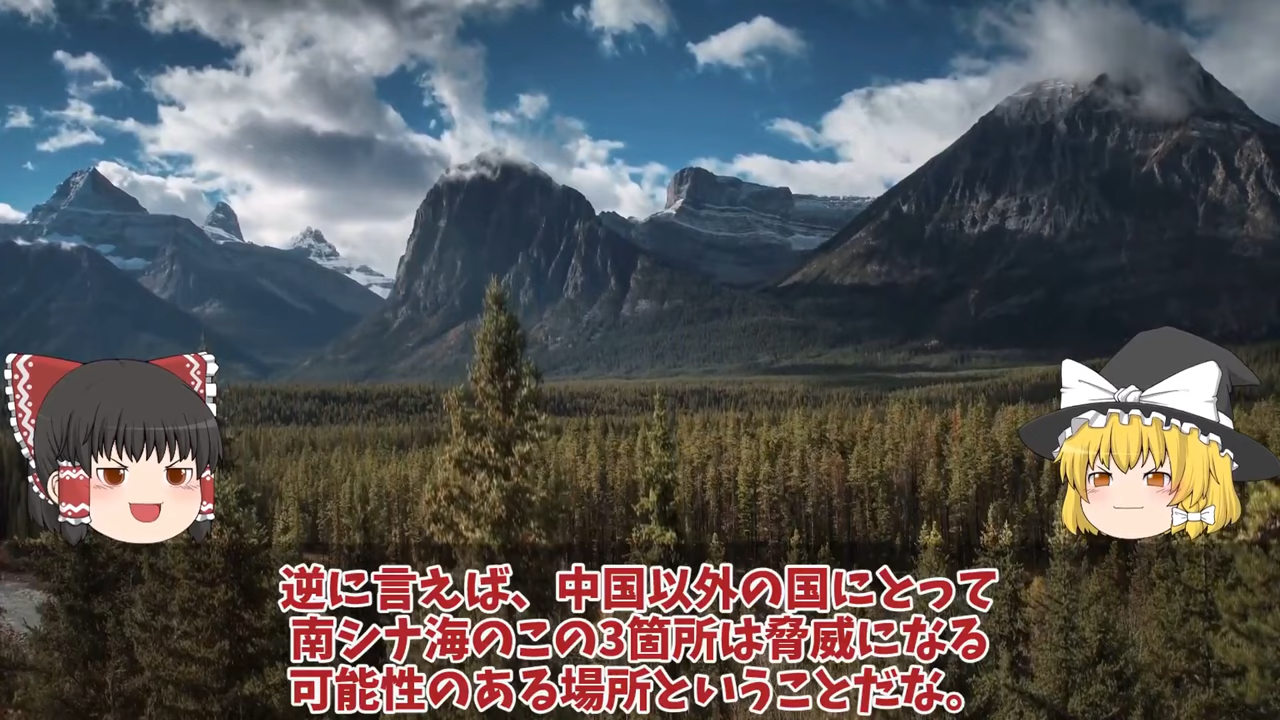 逆に言えば、中国以外の国にとって
南シナ海のこの3箇所は脅威になる
可能性のある場所ということだな。